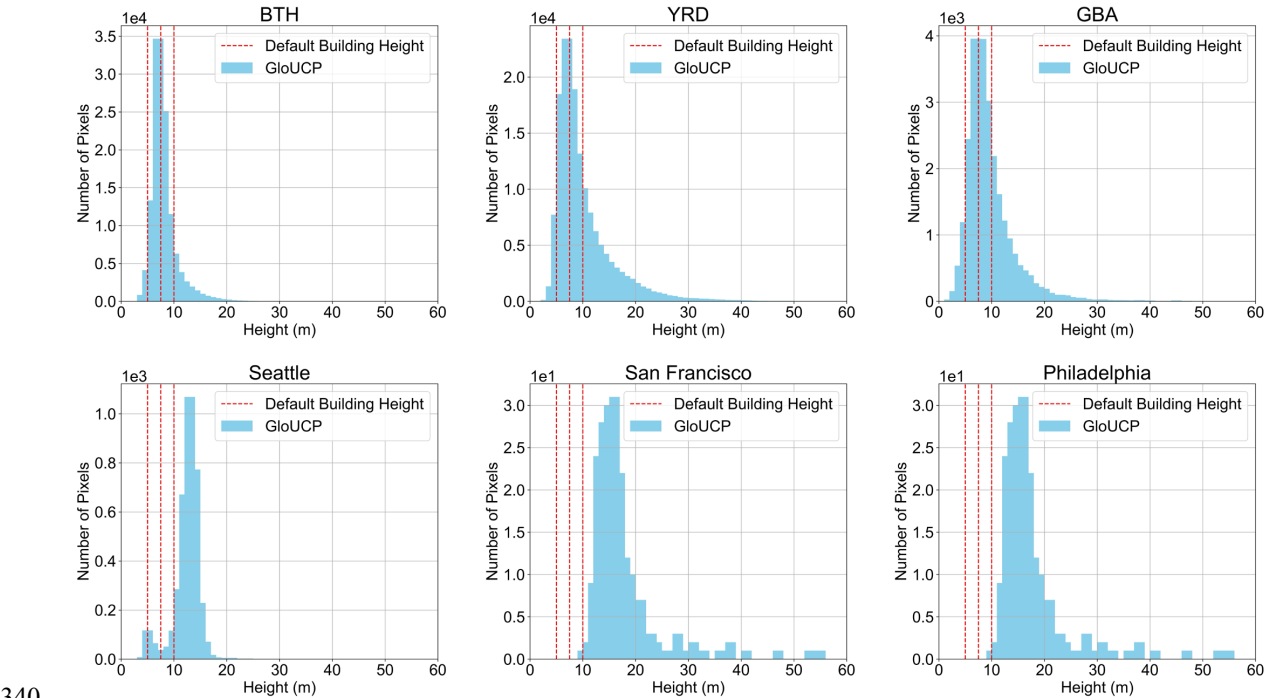 BTH
1e4
Default Building Height
GloUCP
3.5
3.0
2.5
2.0
1.5
1.0
0.5
0.0
Number of Pixels
0 10 20 30 40 50 60
Height (m)
YRD
1e4
Default Building Height
GloUCP
2.0
1.5
1.0
0.5
0.0
Number of Pixels
0 10 20 30 40 50 60
Height (m)
GBA
1e3
Default Building Height
GloUCP
4
3
2
1
0
Number of Pixels
0 10 20 30 40 50 60
Height (m)
Seattle
1e3
Default Building Height
GloUCP
1.0
0.8
0.6
0.4
0.2
0.0
Number of Pixels
0 10 20 30 40 50 60
Height (m)
San Francisco
1e1
Default Building Height
GloUCP
3.0
2.5
2.0
1.5
1.0
0.5
0.0
Number of Pixels
0 10 20 30 40 50 60
Height (m)
Philadelphia
1e1
Default Building Height
GloUCP
3.0
2.5
2.0
1.5
1.0
0.5
0.0
Number of Pixels
0 10 20 30 40 50 60
Height (m)
340